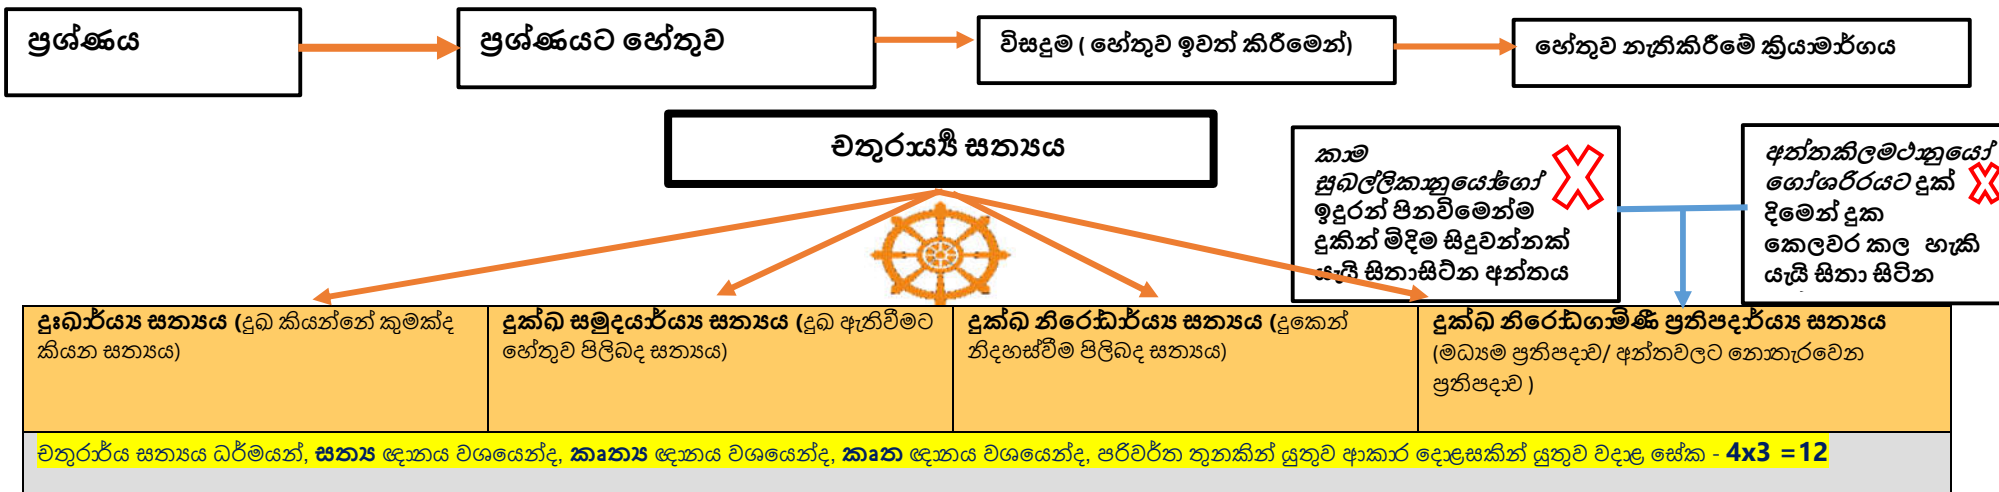 ප්‍රශ්ණය
ප්‍රශ්ණයට හේතුව
විසදුම ( හේතුව ඉවත් කිරීමෙන්)
හේතුව නැතිකිරීමේ ක්‍රියාමාර්ගය
චතුරාර්‍ය්‍ය සත්‍යය
කාම
සුඛල්ලිකානුයෝගෝ
ඉදුරන් පිනවිමෙන්ම
දුකින් මිදිම සිදුවන්නක්
යැයි සිතාසිටින අන්තය
අත්තකිලමථානුයෝ
ගෝශරිරයට දුක්
දිමෙන් දුක
කෙලවර කල හැකි
යැයි සිතා සිටින
දුඃඛාර්ය්‍ය සත්‍යය (දුඛ කියන්නේ කුමක්ද
කියන සත්‍යය)
දුක්ඛ සමුදයාර්ය්‍ය සත්‍යය (දුඛ ඇතිවීමට
හේතුව පිලිබද සත්‍යය)
දුක්ඛ නිරෝධාර්ය්‍ය සත්‍යය (දුකෙන්
නිදහස්වීම පිලිබද සත්‍යය)
දුක්ඛ නිරෝධගාමිණී ප්‍රතිපදාර්ය්‍ය සත්‍යය
(මධ්‍යම ප්‍රතිපදාව/ අන්තවලට නොතැරවෙන
ප්‍රතිපදාව )
චතුරාර්ය සත්‍යය ධර්මයන්, සත්‍ය ඥානය වශයෙන්ද, කෘත්‍ය ඥානය වශයෙන්ද, කෘත ඥානය වශයෙන්ද, පරිවර්ත තුනකින් යුතුව ආකාර දොළසකින් යුතුව වදාළ සේක - 4x3 =12